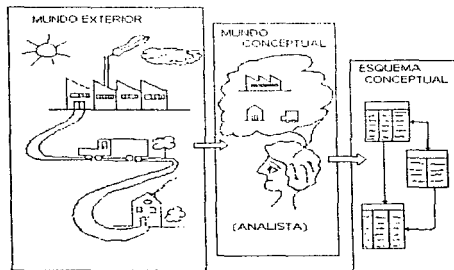 MUNDO EXTERIOR
MUNDO
CONCEPTUAL
(ANALISTA)
ESQUEMA
CONCEPTUAL